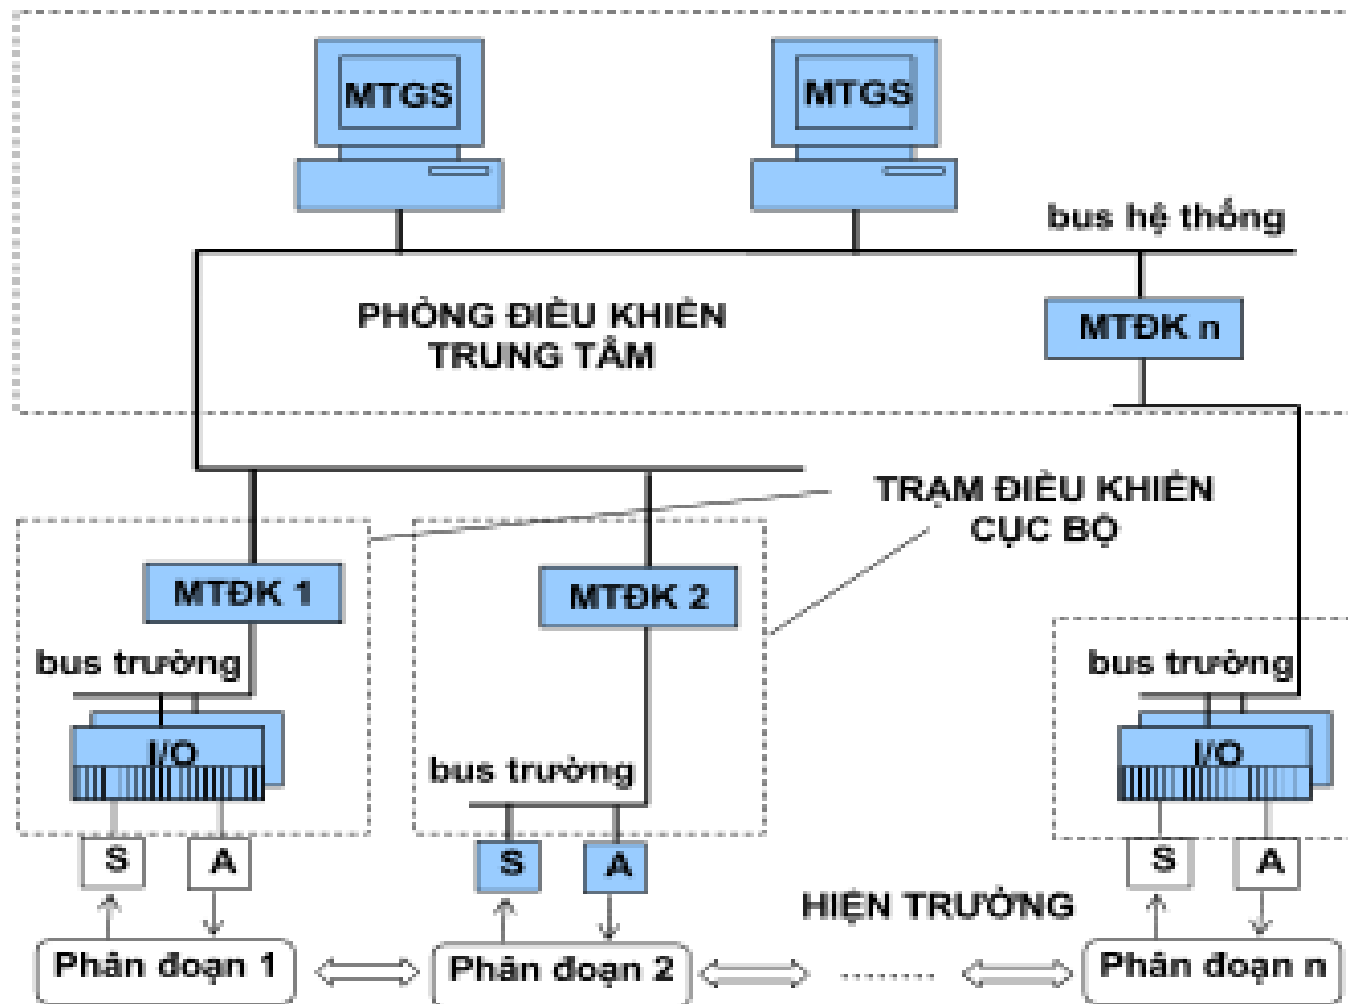 MTGS
MTGS
bus hệ thống
PHÒNG ĐIỀU KHIỂN
TRUNG TÂM
MTĐK n
TRẠM ĐIỀU KHIỂN
CỤC BỘ
MTĐK 1
MTĐK 2
bus trường
bus trường
I/O
I/O
bus trường
S
A
S
A
S
A
HIỆN TRƯỜNG
Phân đoạn 1
Phân đoạn 2
.........
Phân đoạn n